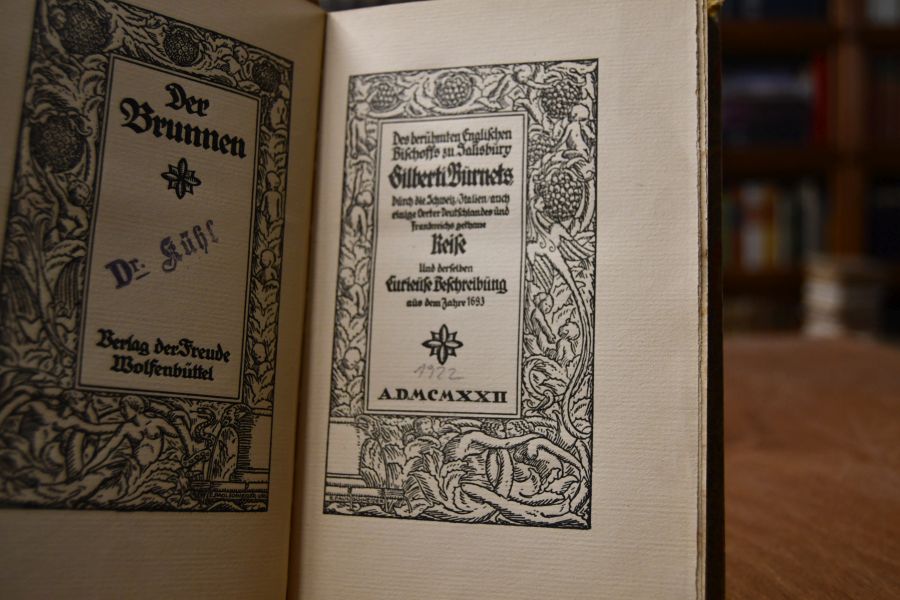 Der
Brunnen
Dr. Kühl
Verlag der Freude
Wolfenbüttel
Des berühmten Englischen
Bischoffs zu Salisbury
Gilberti Burnets,
Durch die Schweiz/Italien/auch
einige Oerter Deutschlandes und
Frankreichs gethane
Reise
Und derselben
Curieuse Beschreibung
aus dem Jahre 1693
1922
A.D.MCMXXII